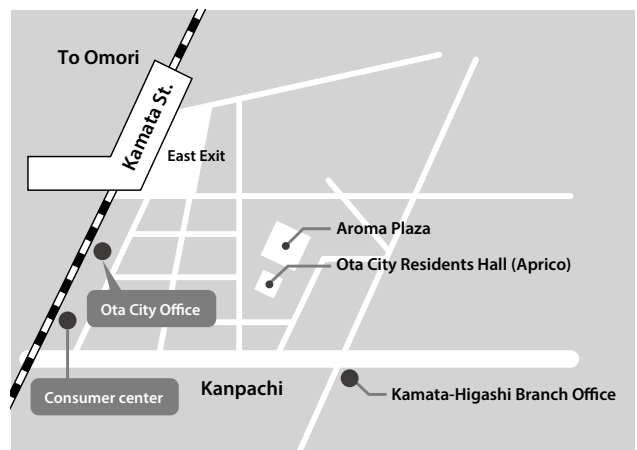 To Omori
Kamata St.
East Exit
Aroma Plaza
Ota City Residents Hall (Aprico)
Ota City Office
Consumer center
Kanpachi
Kamata-Higashi Branch Office